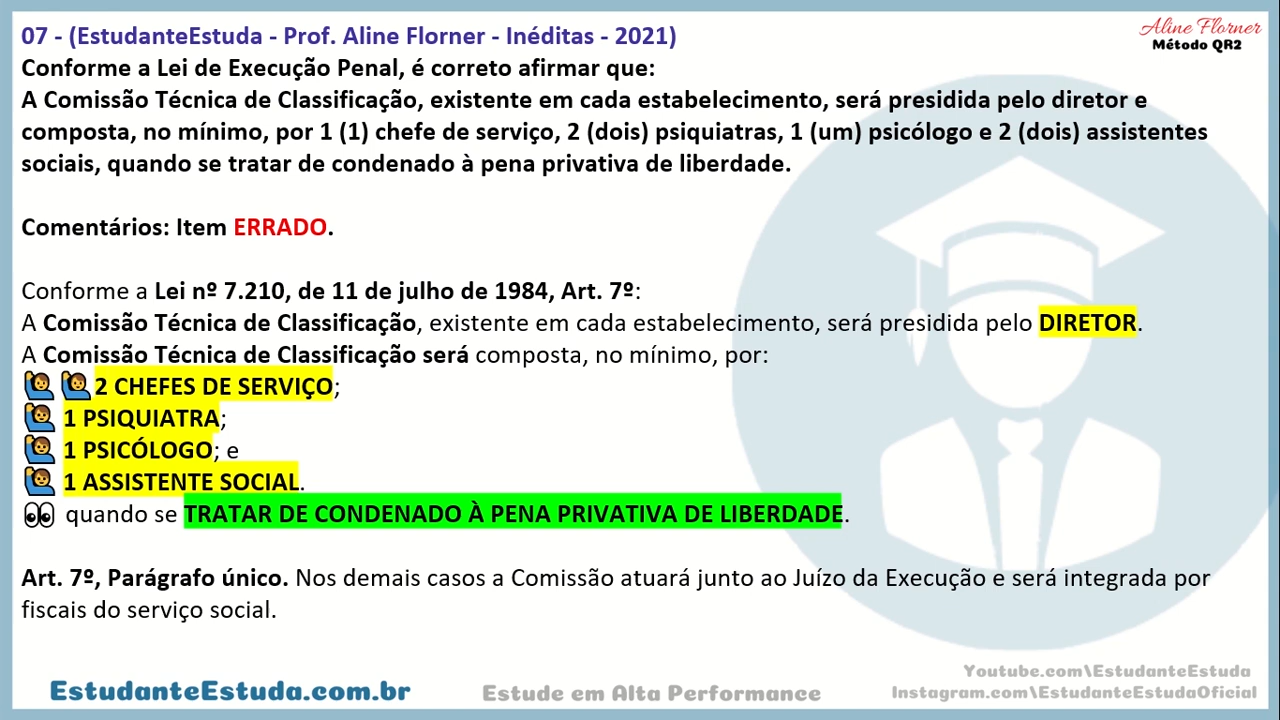 07 - (EstudanteEstuda - Prof. Aline Florner - Inéditas - 2021)
Aline Florner
Método QR2
Conforme a Lei de Execução Penal, é correto afirmar que:
A Comissão Técnica de Classificação, existente em cada estabelecimento, será presidida pelo diretor e
composta, no mínimo, por 1 (1) chefe de serviço, 2 (dois) psiquiatras, 1 (um) psicólogo e 2 (dois) assistentes
sociais, quando se tratar de condenado à pena privativa de liberdade.
Comentários: Item ERRADO.
Conforme a Lei nº 7.210, de 11 de julho de 1984, Art. 7º:
A Comissão Técnica de Classificação, existente em cada estabelecimento, será presidida pelo DIRETOR.
A Comissão Técnica de Classificação será composta, no mínimo, por:
2 CHEFES DE SERVIÇO;
1 PSIQUIATRA;
1 PSICÓLOGO; e
1 ASSISTENTE SOCIAL.
quando se TRATAR DE CONDENADO À PENA PRIVATIVA DE LIBERDADE.
Art. 7º, Parágrafo único. Nos demais casos a Comissão atuará junto ao Juízo da Execução e será integrada por
fiscais do serviço social.
EstudanteEstuda.com.br
Estude em Alta Performance
Youtube.com\EstudanteEstuda
Instagram.com\EstudanteEstudaOficial